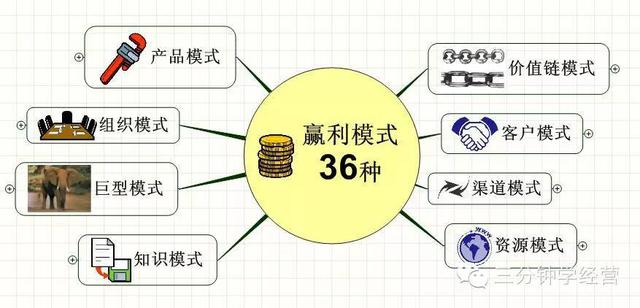 产品模式
组织模式
巨型模式
知识模式
赢利模式
36种
价值链模式
客户模式
渠道模式
资源模式
WWW
三分钟学经营